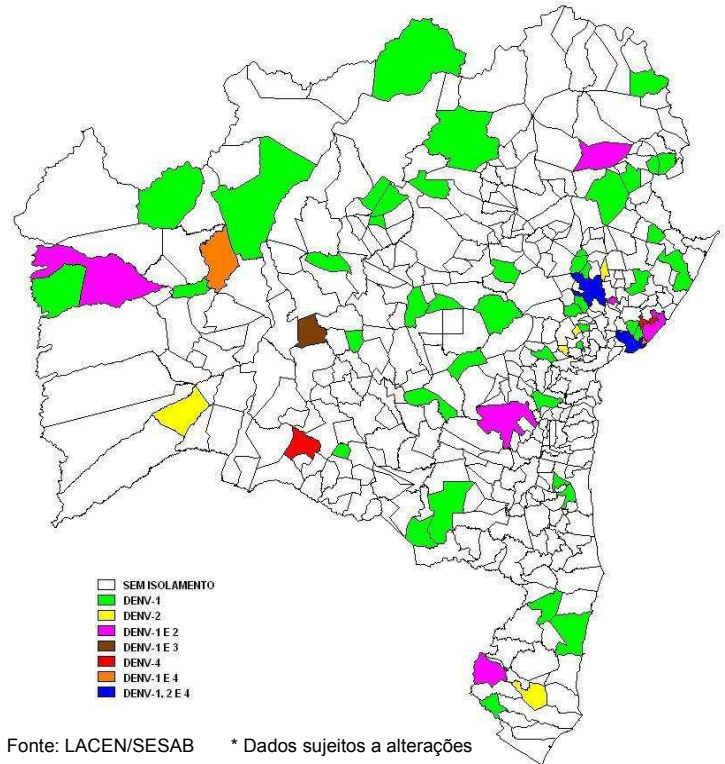 SEM ISOLAMENTO
DENV-1
DENV-2
DENV-1 E 2
DENV-1 E 3
DENV-4
DENV-1 E 4
DENV-1, 2 E 4
Fonte: LACEN/SESAB * Dados sujeitos a alterações